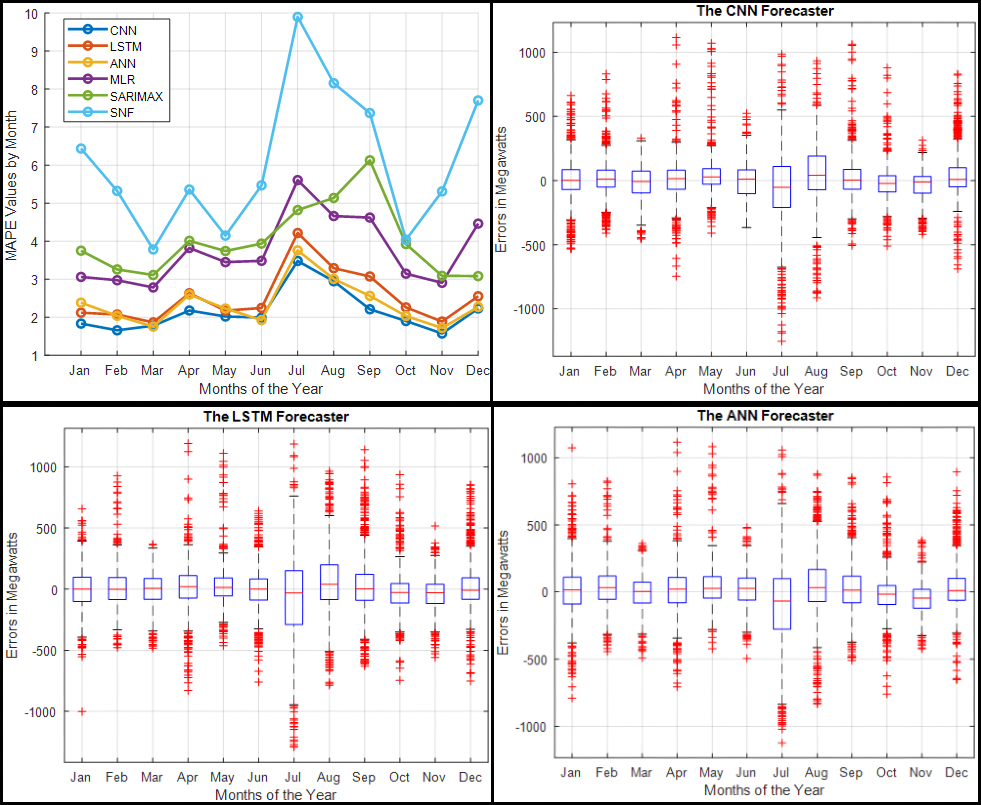 10
9
8
7
6
5
4
3
2
1
MAPE Values by Month
CNN
LSTM
ANN
MLR
SARIMAX
SNF
Jan Feb Mar Apr May Jun Jul Aug Sep Oct Nov Dec
Months of the Year
The CNN Forecaster
1000
500
0
-500
-1000
Errors in Megawatts
Jan Feb Mar Apr May Jun Jul Aug Sep Oct Nov Dec
Months of the Year
The LSTM Forecaster
1000
500
0
-500
-1000
Errors in Megawatts
Jan Feb Mar Apr May Jun Jul Aug Sep Oct Nov Dec
Months of the Year
The ANN Forecaster
1000
500
0
-500
-1000
Errors in Megawatts
Jan Feb Mar Apr May Jun Jul Aug Sep Oct Nov Dec
Months of the Year